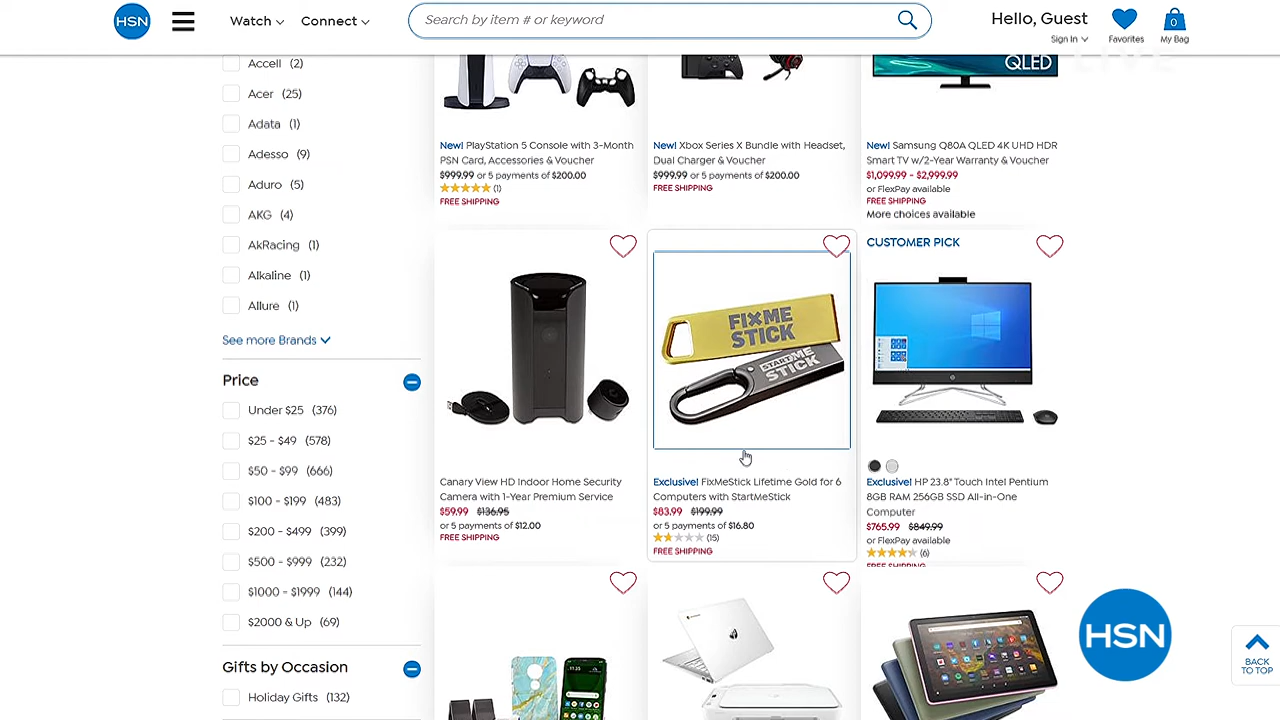 HSN
Watch
Connect
Search by item # or keyword
Hello, Guest
Sign In
Favorites
0
My Bag
Accell (2)
Acer (25)
Adata (1)
Adesso (9)
Aduro (5)
AKG (4)
AkRacing (1)
Alkaline (1)
Allure (1)
See more Brands
Price
Under $25 (376)
$25 - $49 (578)
$50 - $99 (666)
$100 - $199 (483)
$200 - $499 (399)
$500 - $999 (232)
$1000 - $1999 (144)
$2000 & Up (69)
Gifts by Occasion
Holiday Gifts (132)
New! PlayStation 5 Console with 3-Month
PSN Card, Accessories & Voucher
$999.99 or 5 payments of $200.00
(1)
FREE SHIPPING
New! Xbox Series X Bundle with Headset,
Dual Charger & Voucher
$999.99 or 5 payments of $200.00
FREE SHIPPING
QLED
LIVE
New! Samsung Q80A QLED 4K UHD HDR
Smart TV w/2-Year Warranty & Voucher
$1,099.99 - $2,999.99
or FlexPay available
FREE SHIPPING
More choices available
Canary View HD Indoor Home Security
Camera with 1-Year Premium Service
$59.99 $136.95
or 5 payments of $12.00
FREE SHIPPING
FIXME
STICK
STARTME
STICK
Exclusive! FixMeStick Lifetime Gold for 6
Computers with StartMeStick
$83.99 $199.99
or 5 payments of $16.80
(15)
FREE SHIPPING
CUSTOMER PICK
Exclusive! HP 23.8" Touch Intel Pentium
8GB RAM 256GB SSD All-in-One
Computer
$765.99 $849.99
or FlexPay available
(6)
FREE SHIPPING
HSN
BACK
TO TOP